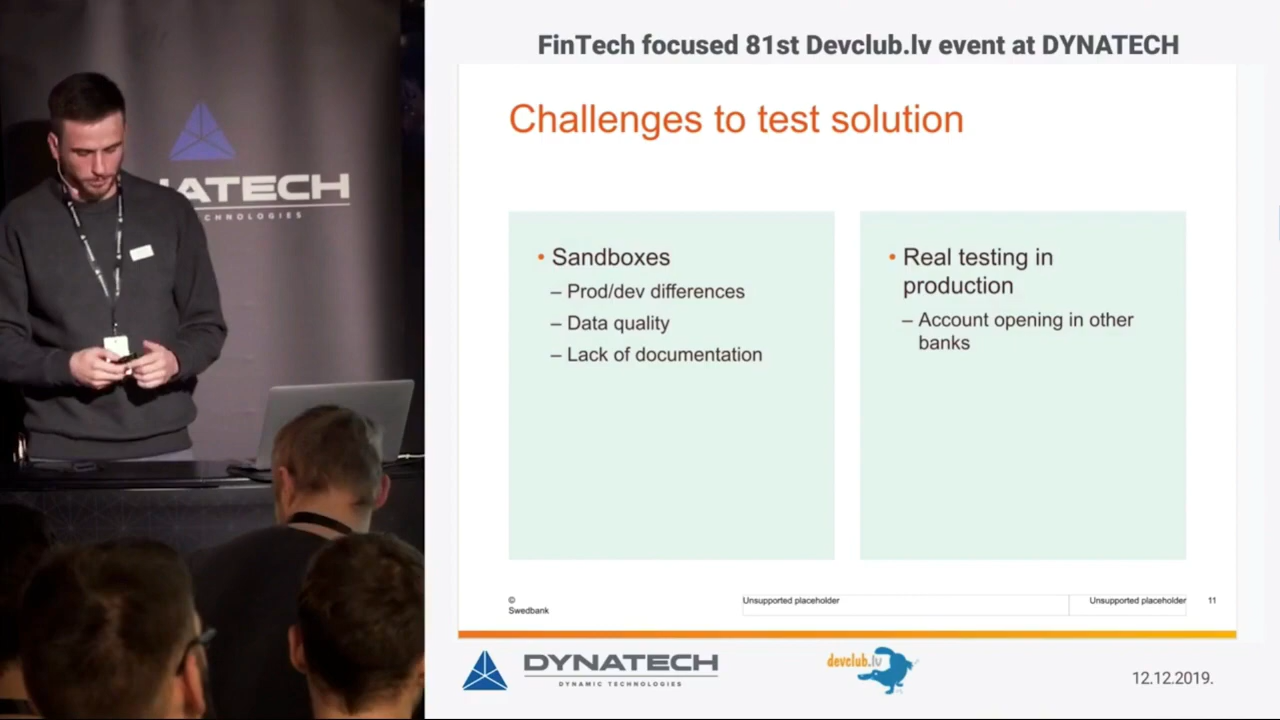 FinTech focused 81st Devclub.lv event at DYNATECH
Challenges to test solution
• Sandboxes
– Prod/dev differences
– Data quality
– Lack of documentation
• Real testing in
production
– Account opening in other
banks
©
Swedbank
Unsupported placeholder
Unsupported placeholder
11
NATECH
CHNOLOGIES
DYNATECH
DYNAMIC TECHNOLOGIES
devclub.lv
12.12.2019.